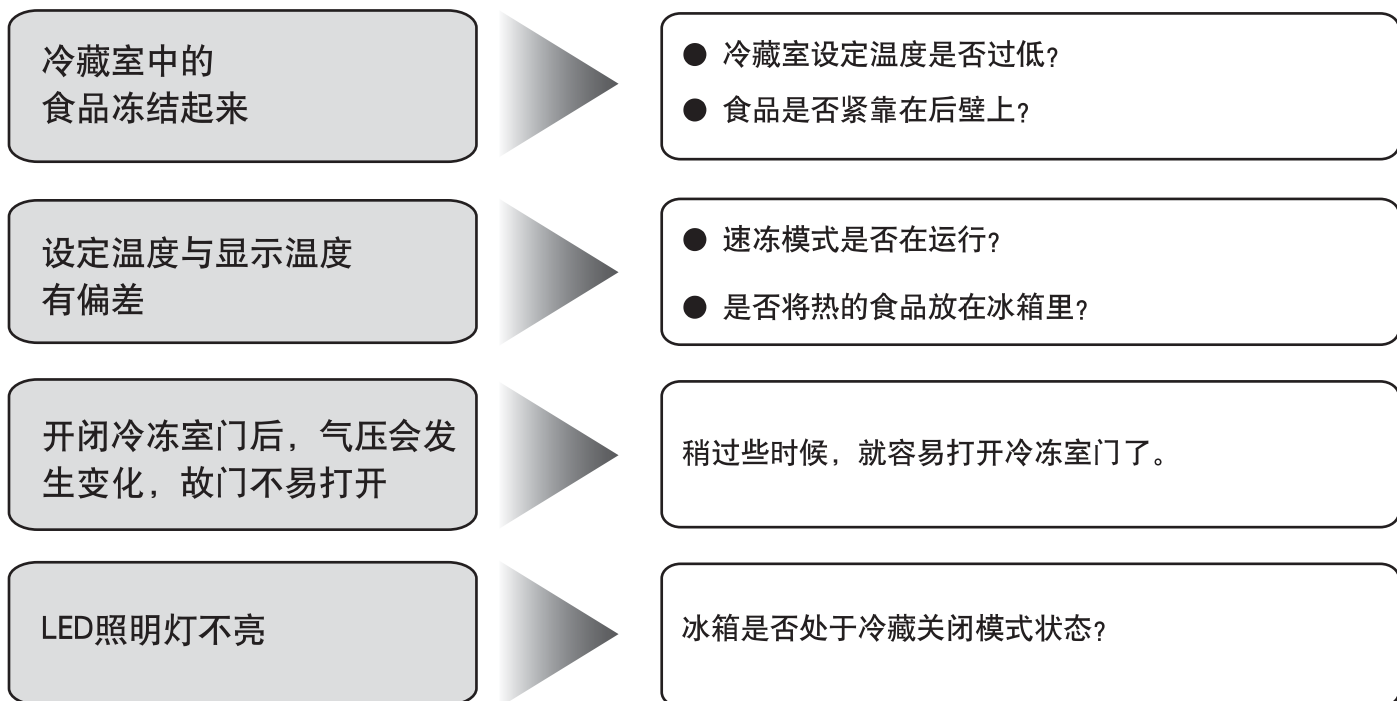 冷藏室中的
食品冻结起来
● 冷藏室设定温度是否过低?
● 食品是否紧靠在后壁上?
设定温度与显示温度
有偏差
● 速冻模式是否在运行?
● 是否将热的食品放在冰箱里?
开闭冷冻室门后，气压会发
生变化，故门不易打开
稍过些时候，就容易打开冷冻室门了。
LED照明灯不亮
冰箱是否处于冷藏关闭模式状态?